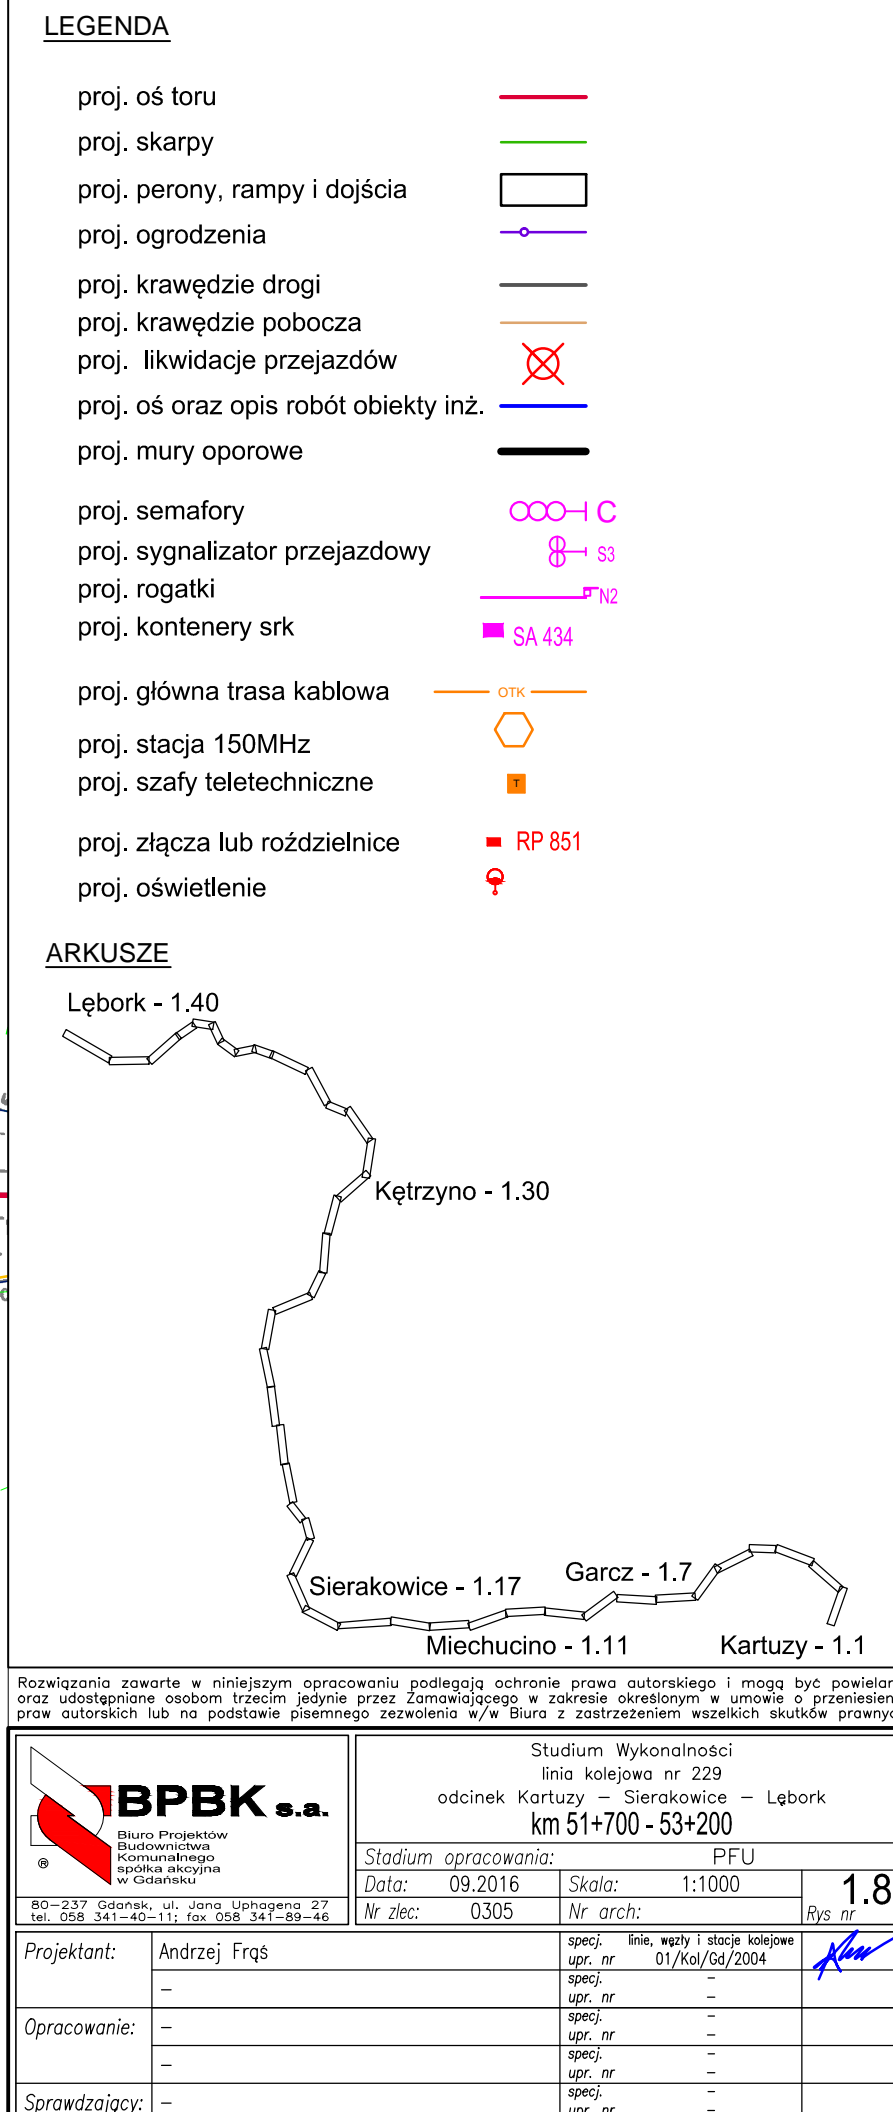 LEGENDA
proj. oś toru
proj. skarpy
proj. perony, rampy i dojścia
proj. ogrodzenia
proj. krawędzie drogi
proj. krawędzie pobocza
proj. likwidacje przejazdów
proj. oś oraz opis robót obiekty inż.
proj. mury oporowe
proj. semafory C
proj. sygnalizator przejazdowy S3
proj. rogatki N2
proj. kontenery srk SA 434
proj. główna trasa kablowa OTK
proj. stacja 150MHz
proj. szafy teletechniczne T
proj. złącza lub roździelnice RP 851
proj. oświetlenie
ARKUSZE
Lębork - 1.40
Kętrzyno - 1.30
Garcz - 1.7
Sierakowice - 1.17
Miechucino - 1.11
Kartuzy - 1.1
Rozwiązania zawarte w niniejszym opracowaniu podlegają ochronie prawa autorskiego i mogą być powielan
oraz udostępniane osobom trzecim jedynie przez Zamawiającego w zakresie określonym w umowie o przeniesien
praw autorskich lub na podstawie pisemnego zezwolenia w/w Biura z zastrzeżeniem wszelkich skutków prawnyc
BPBK s.a.
Biuro Projektów
Budownictwa
Komunalnego
spółka akcyjna
w Gdańsku
®
80-237 Gdańsk, ul. Jana Uphagena 27
tel. 058 341-40-11; fax 058 341-89-46
Studium Wykonalności
linia kolejowa nr 229
odcinek Kartuzy – Sierakowice – Lębork
km 51+700 - 53+200
Stadium opracowania: PFU
Data: 09.2016 Skala: 1:1000
Nr zlec: 0305 Nr arch:
Rys nr 1.8
Projektant: Andrzej Frąś
specj. linie, węzły i stacje kolejowe
upr. nr 01/Kol/Gd/2004
–
specj. –
upr. nr –
Opracowanie: –
specj. –
upr. nr –
–
specj. –
upr. nr –
Sprawdzający: –
specj. –
upr. nr –